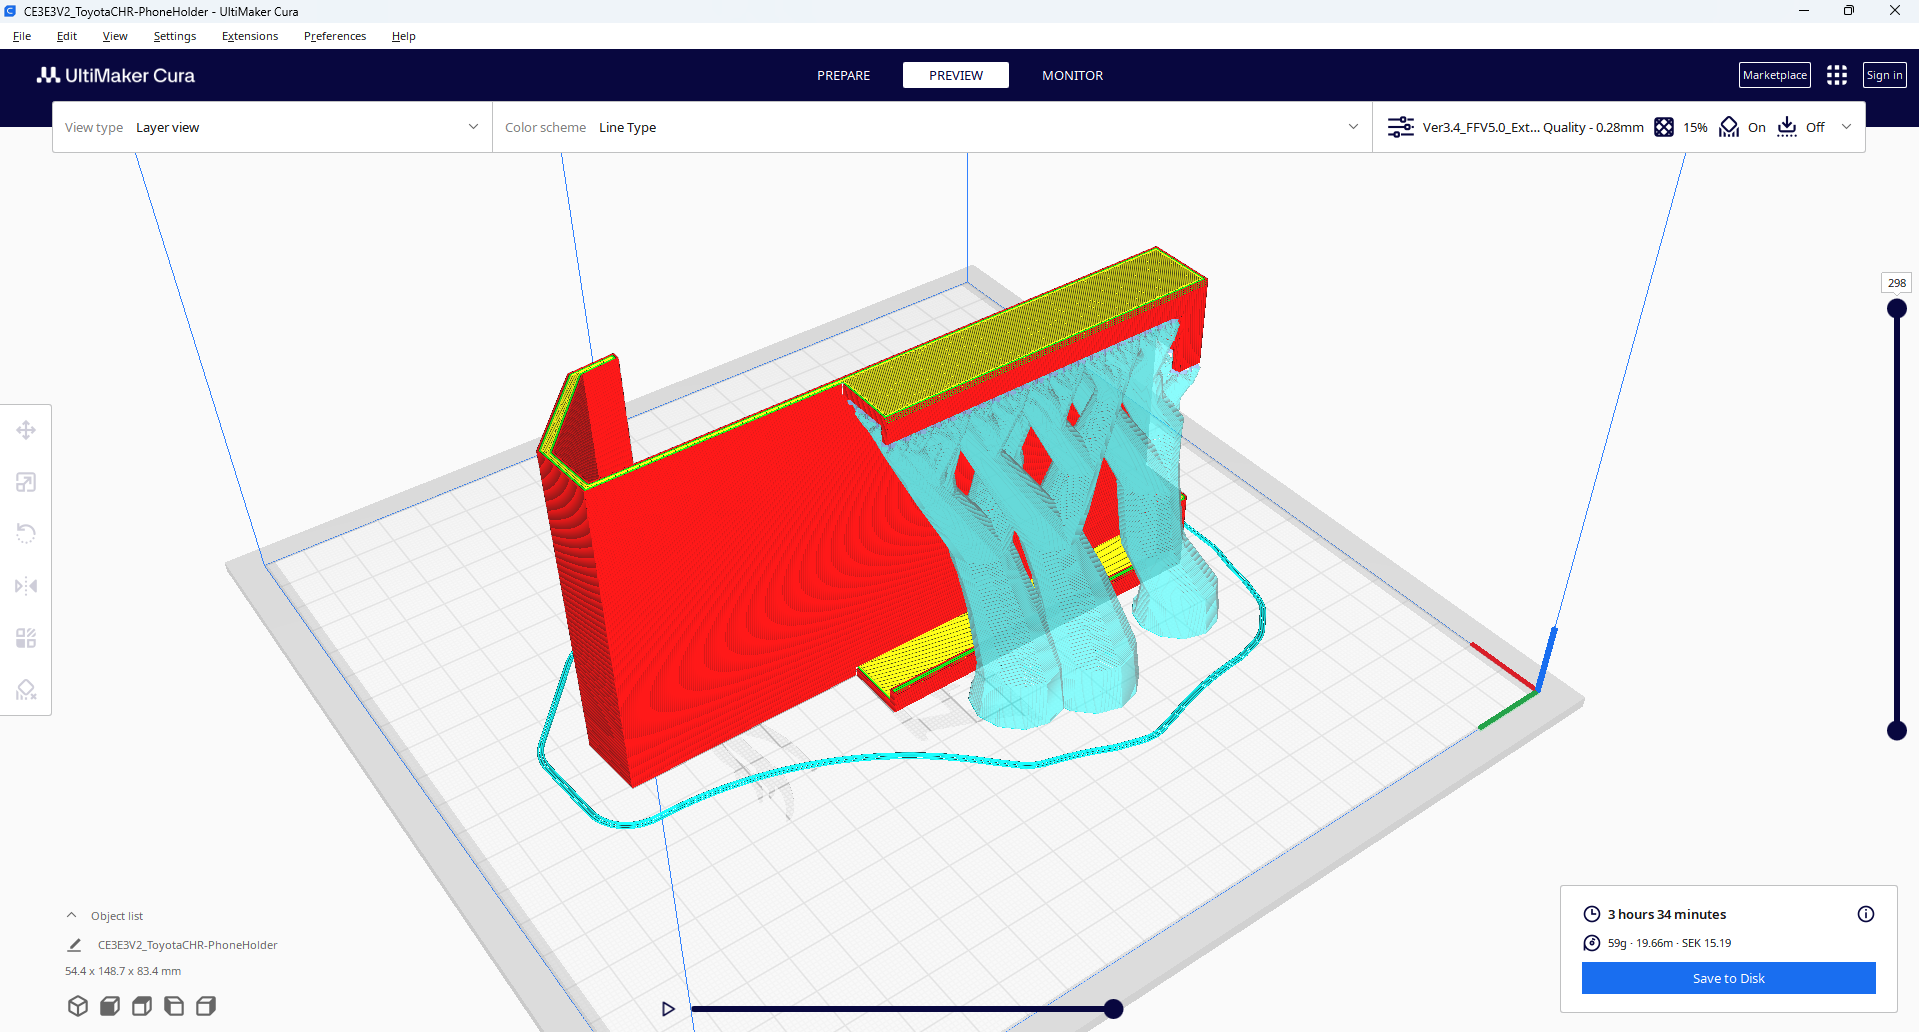 CE3E3V2_ToyotaCHR-PhoneHolder - UltiMaker Cura
File Edit View Settings Extensions Preferences Help
UltiMaker Cura PREPARE PREVIEW MONITOR Marketplace Sign in
View type Layer view Color scheme Line Type Ver3.4_FFV5.0_Ext... Quality - 0.28mm 15% On Off
298
Object list
CE3E3V2_ToyotaCHR-PhoneHolder
54.4 x 148.7 x 83.4 mm
3 hours 34 minutes
59g · 19.66m · SEK 15.19
Save to Disk